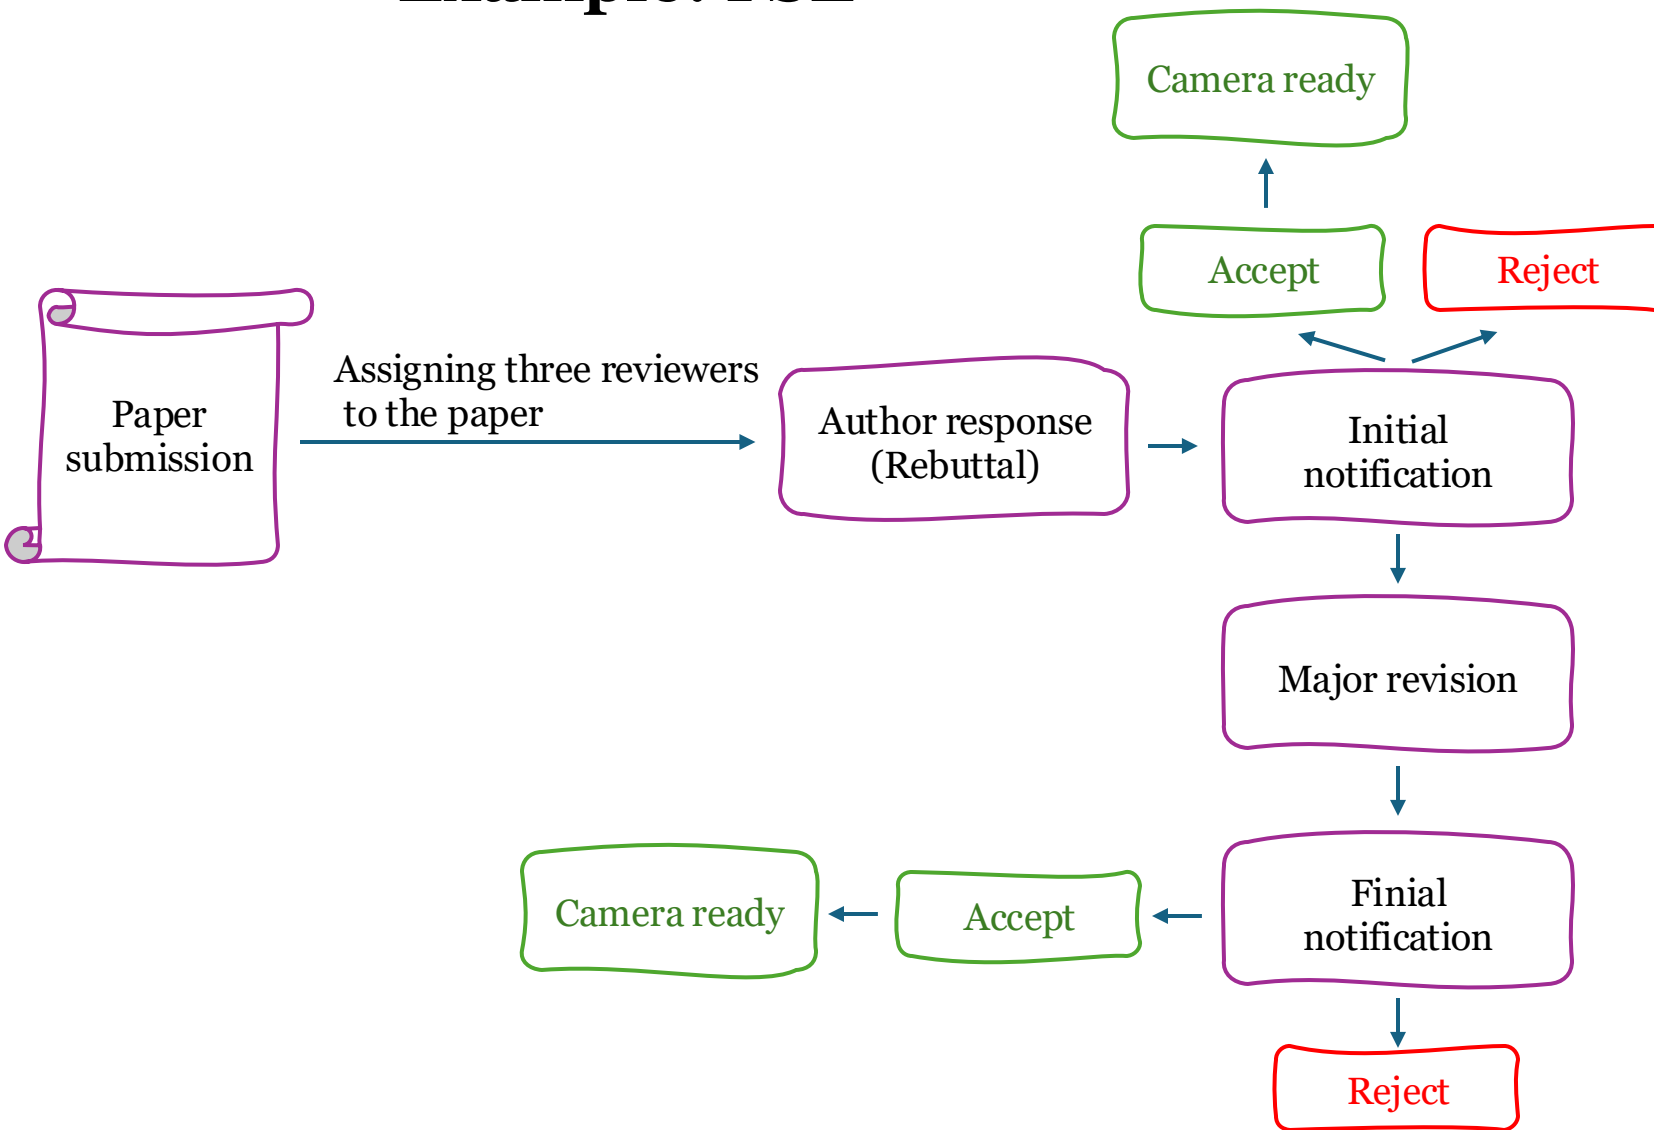 Example:
Camera ready
Accept
Reject
Paper
submission
Assigning three reviewers
to the paper
Author response
(Rebuttal)
Initial
notification
Major revision
Finial
notification
Accept
Camera ready
Reject